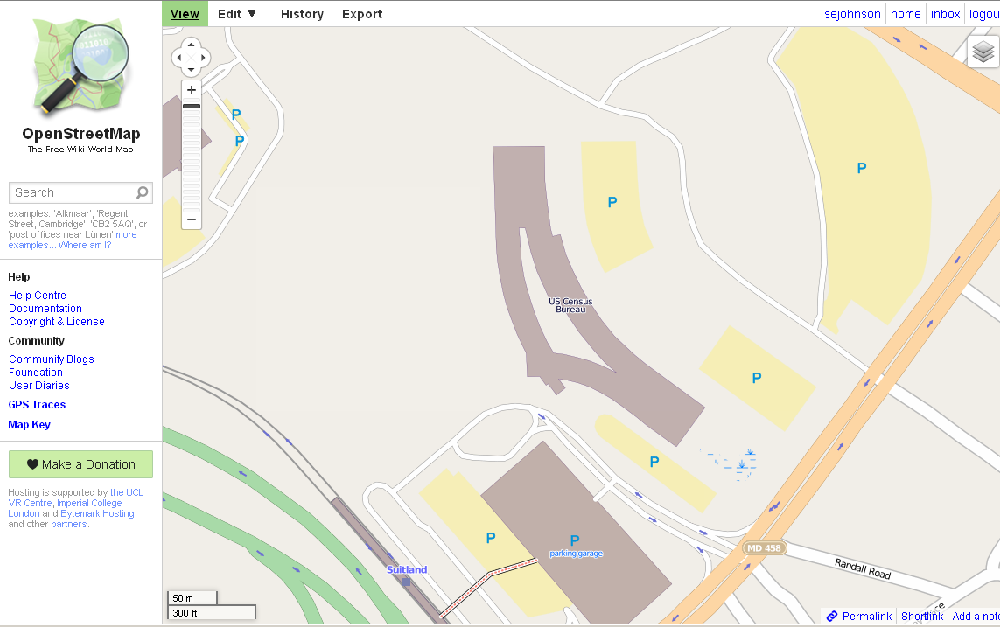 View Edit ▼ History Export
sejohnson home inbox
OpenStreetMap
The Free Wiki World Map
Search
examples: 'Alkmaar', 'Regent
Street, Cambridge', 'CB2 5AQ', or
'post offices near Lünen' more
examples... Where am I?
Help
Help Centre
Documentation
Copyright & License
Community
Community Blogs
Foundation
User Diaries
GPS Traces
Map Key
Make a Donation
Hosting is supported by the UCL
VR Centre, Imperial College
London and Bytemark Hosting,
and other partners.
+
−
P
P
P
P
US Census
Bureau
P
P
P
P
parking garage
MD 458
Suitland
Randall Road
50 m
300 ft
Permalink Shortlink Add a